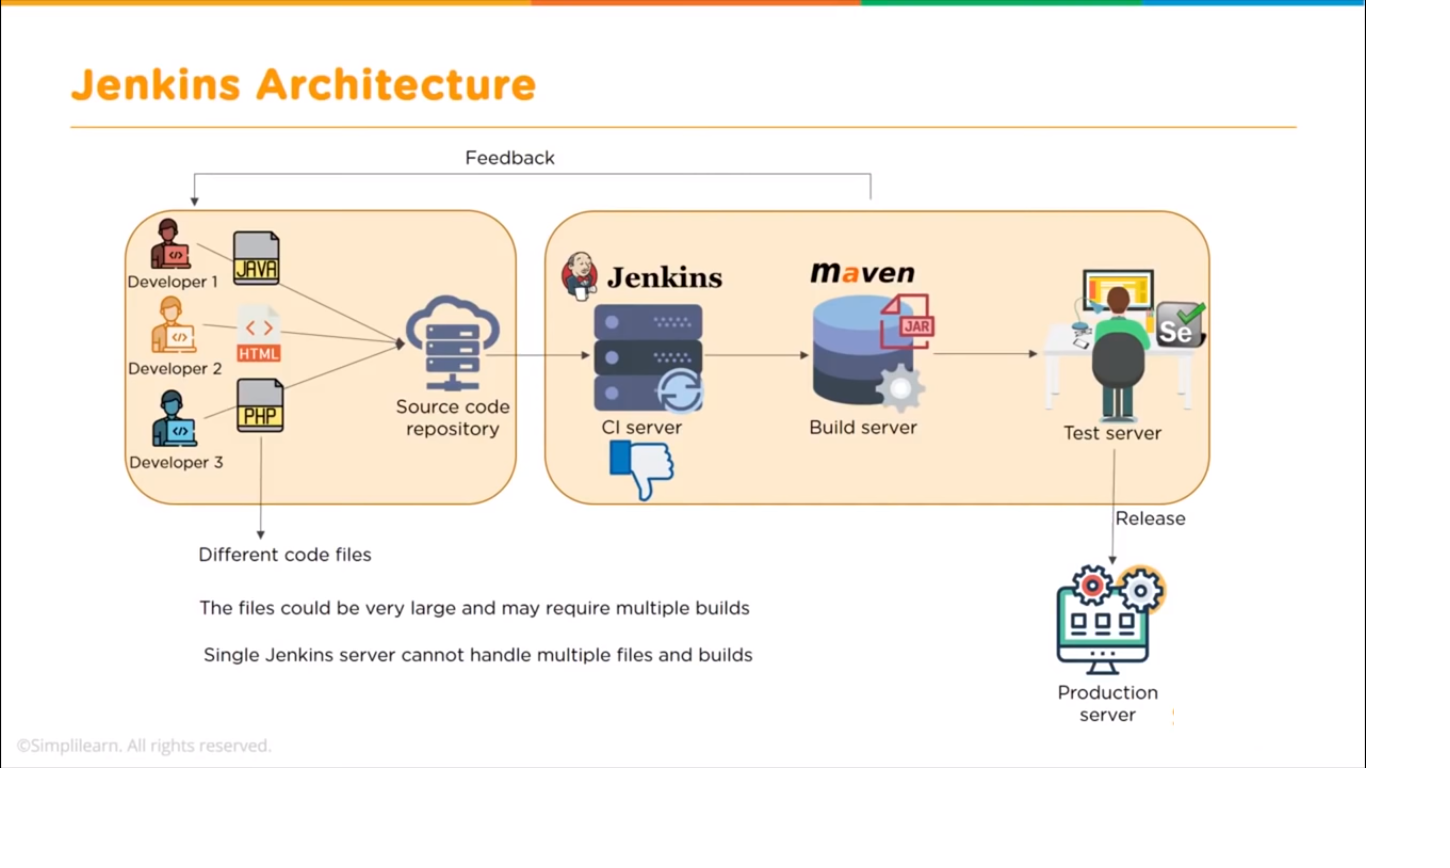 Jenkins Architecture
Feedback
Developer 1
JAVA
Developer 2
HTML
Developer 3
PHP
Source code
repository
Jenkins
CI server
maven
JAR
Build server
Se
Test server
Release
Different code files
The files could be very large and may require multiple builds
Single Jenkins server cannot handle multiple files and builds
Production
server
©Simplilearn. All rights reserved.